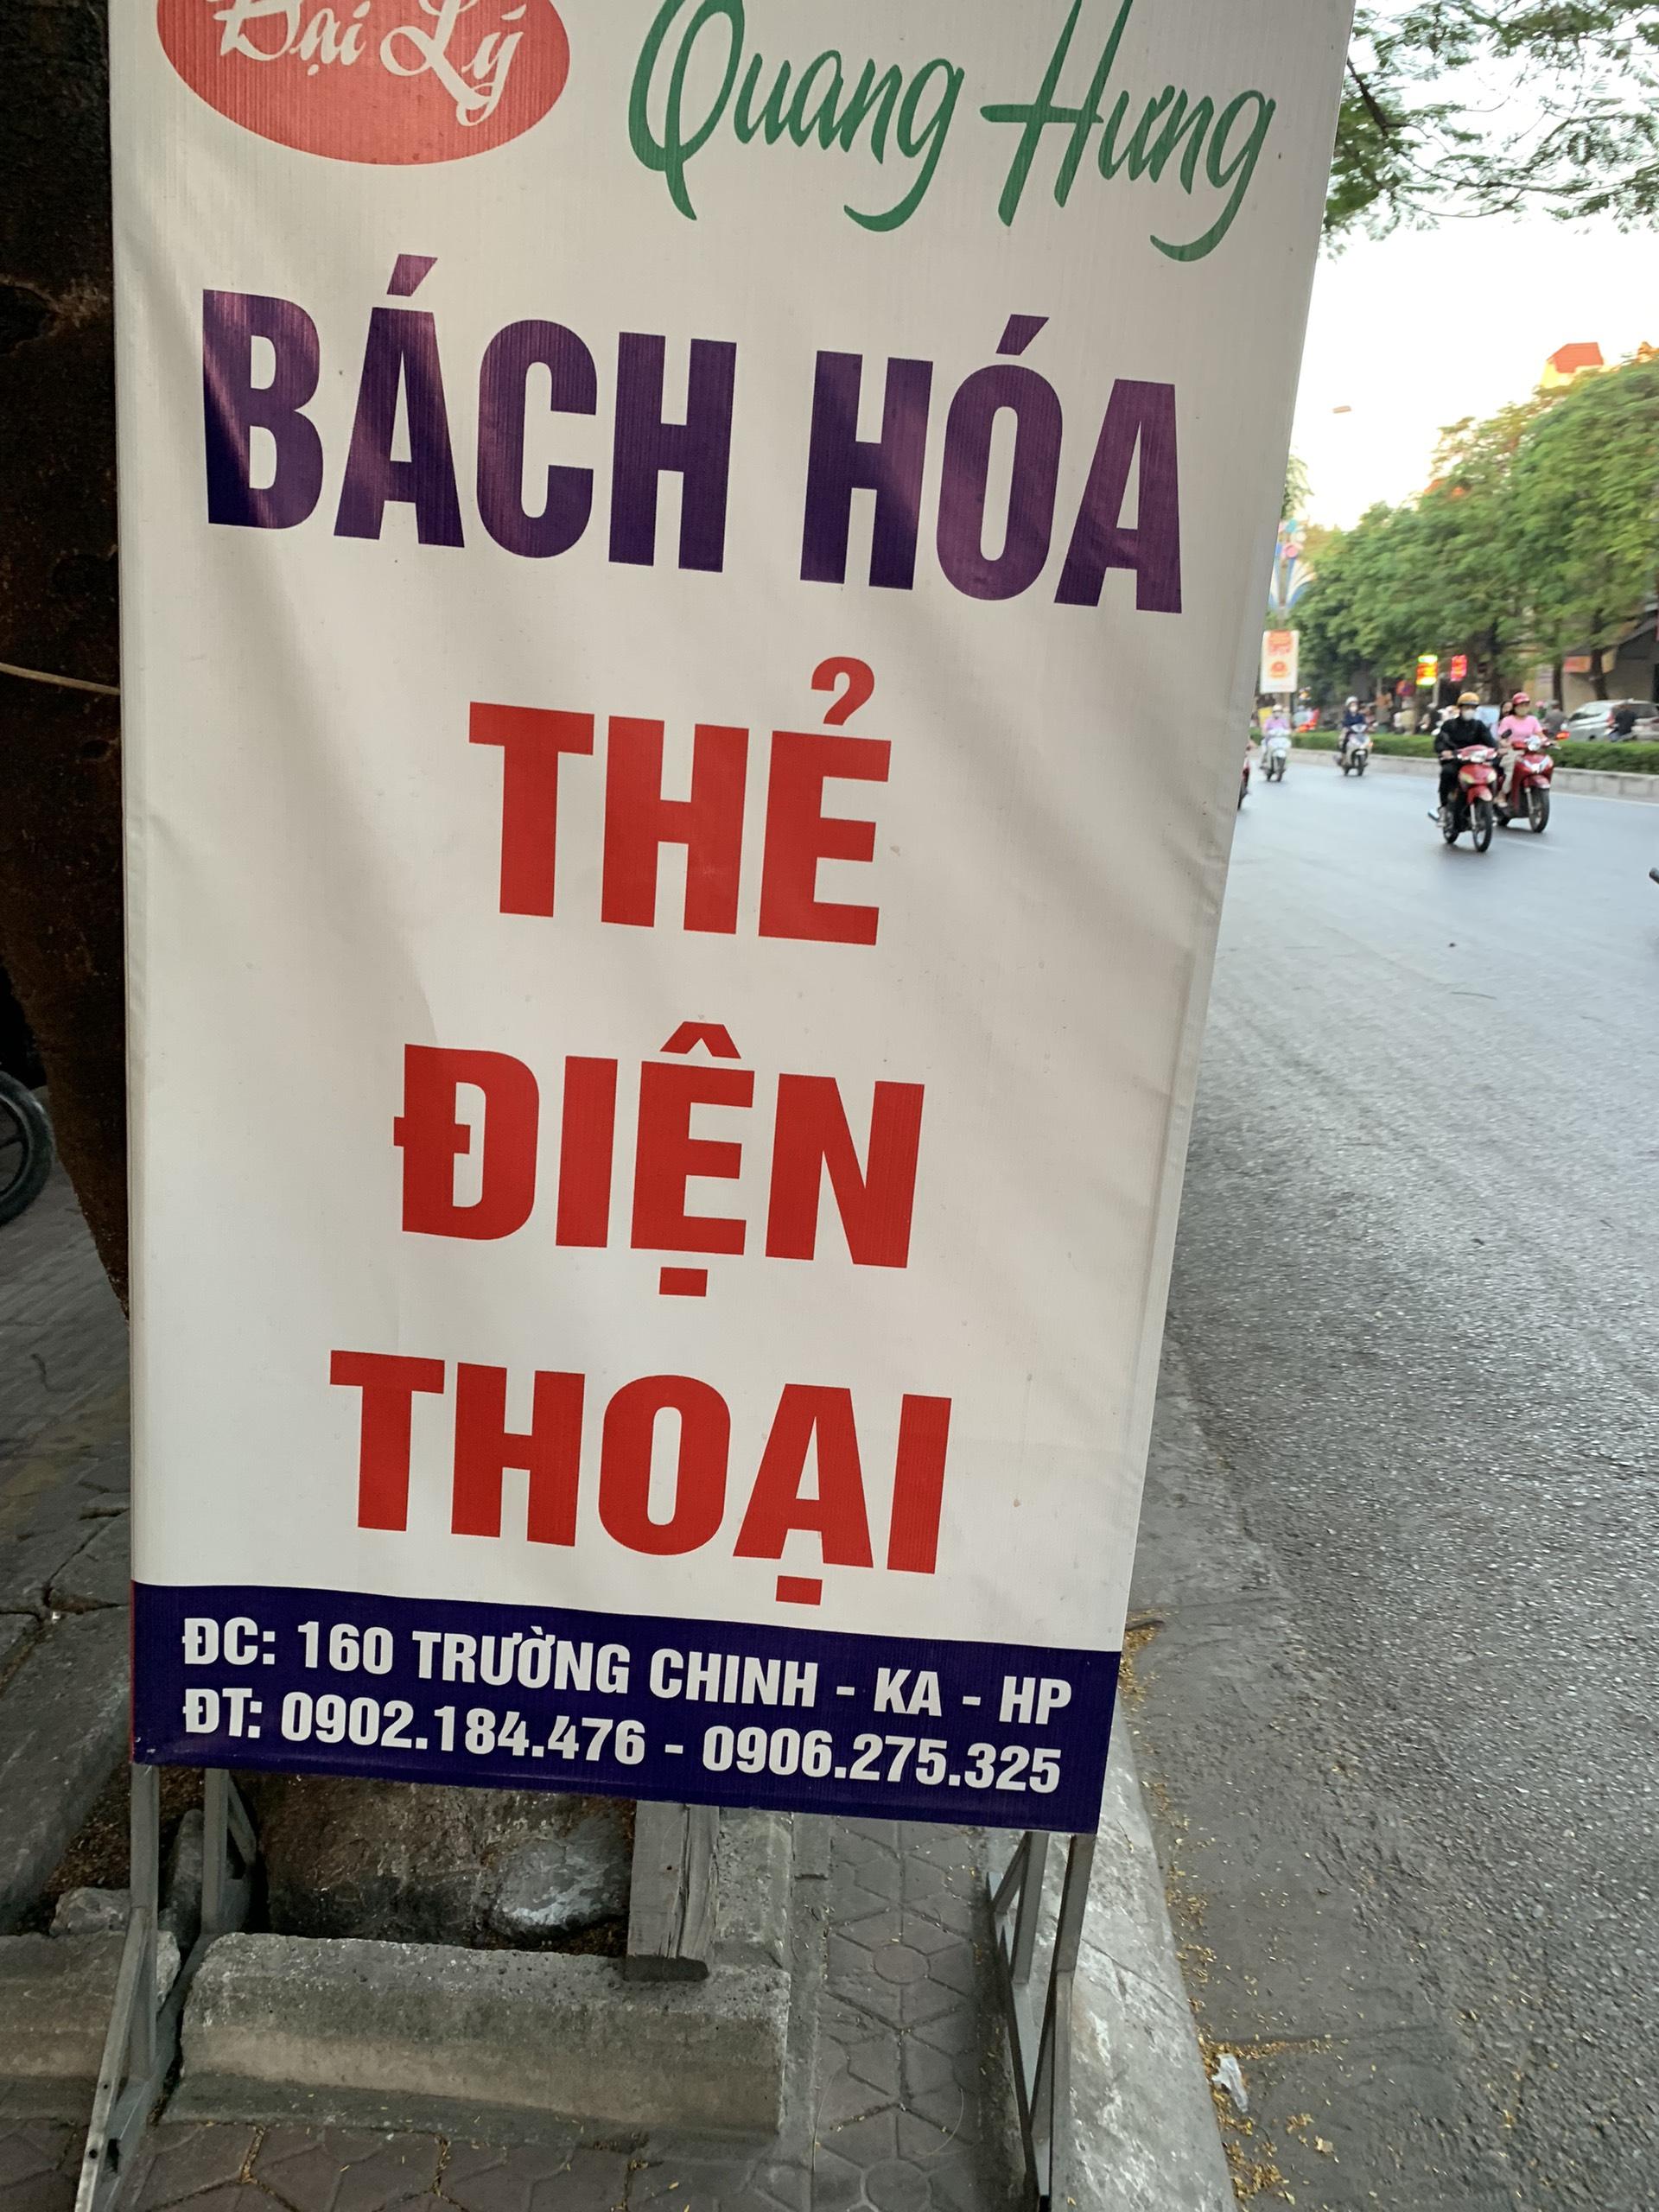 Đại Lý Quang Hưng
BÁCH HÓA
THẺ
ĐIỆN
THOẠI
ĐC: 160 TRƯỜNG CHINH - KA - HP
ĐT: 0902.184.476 - 0906.275.325